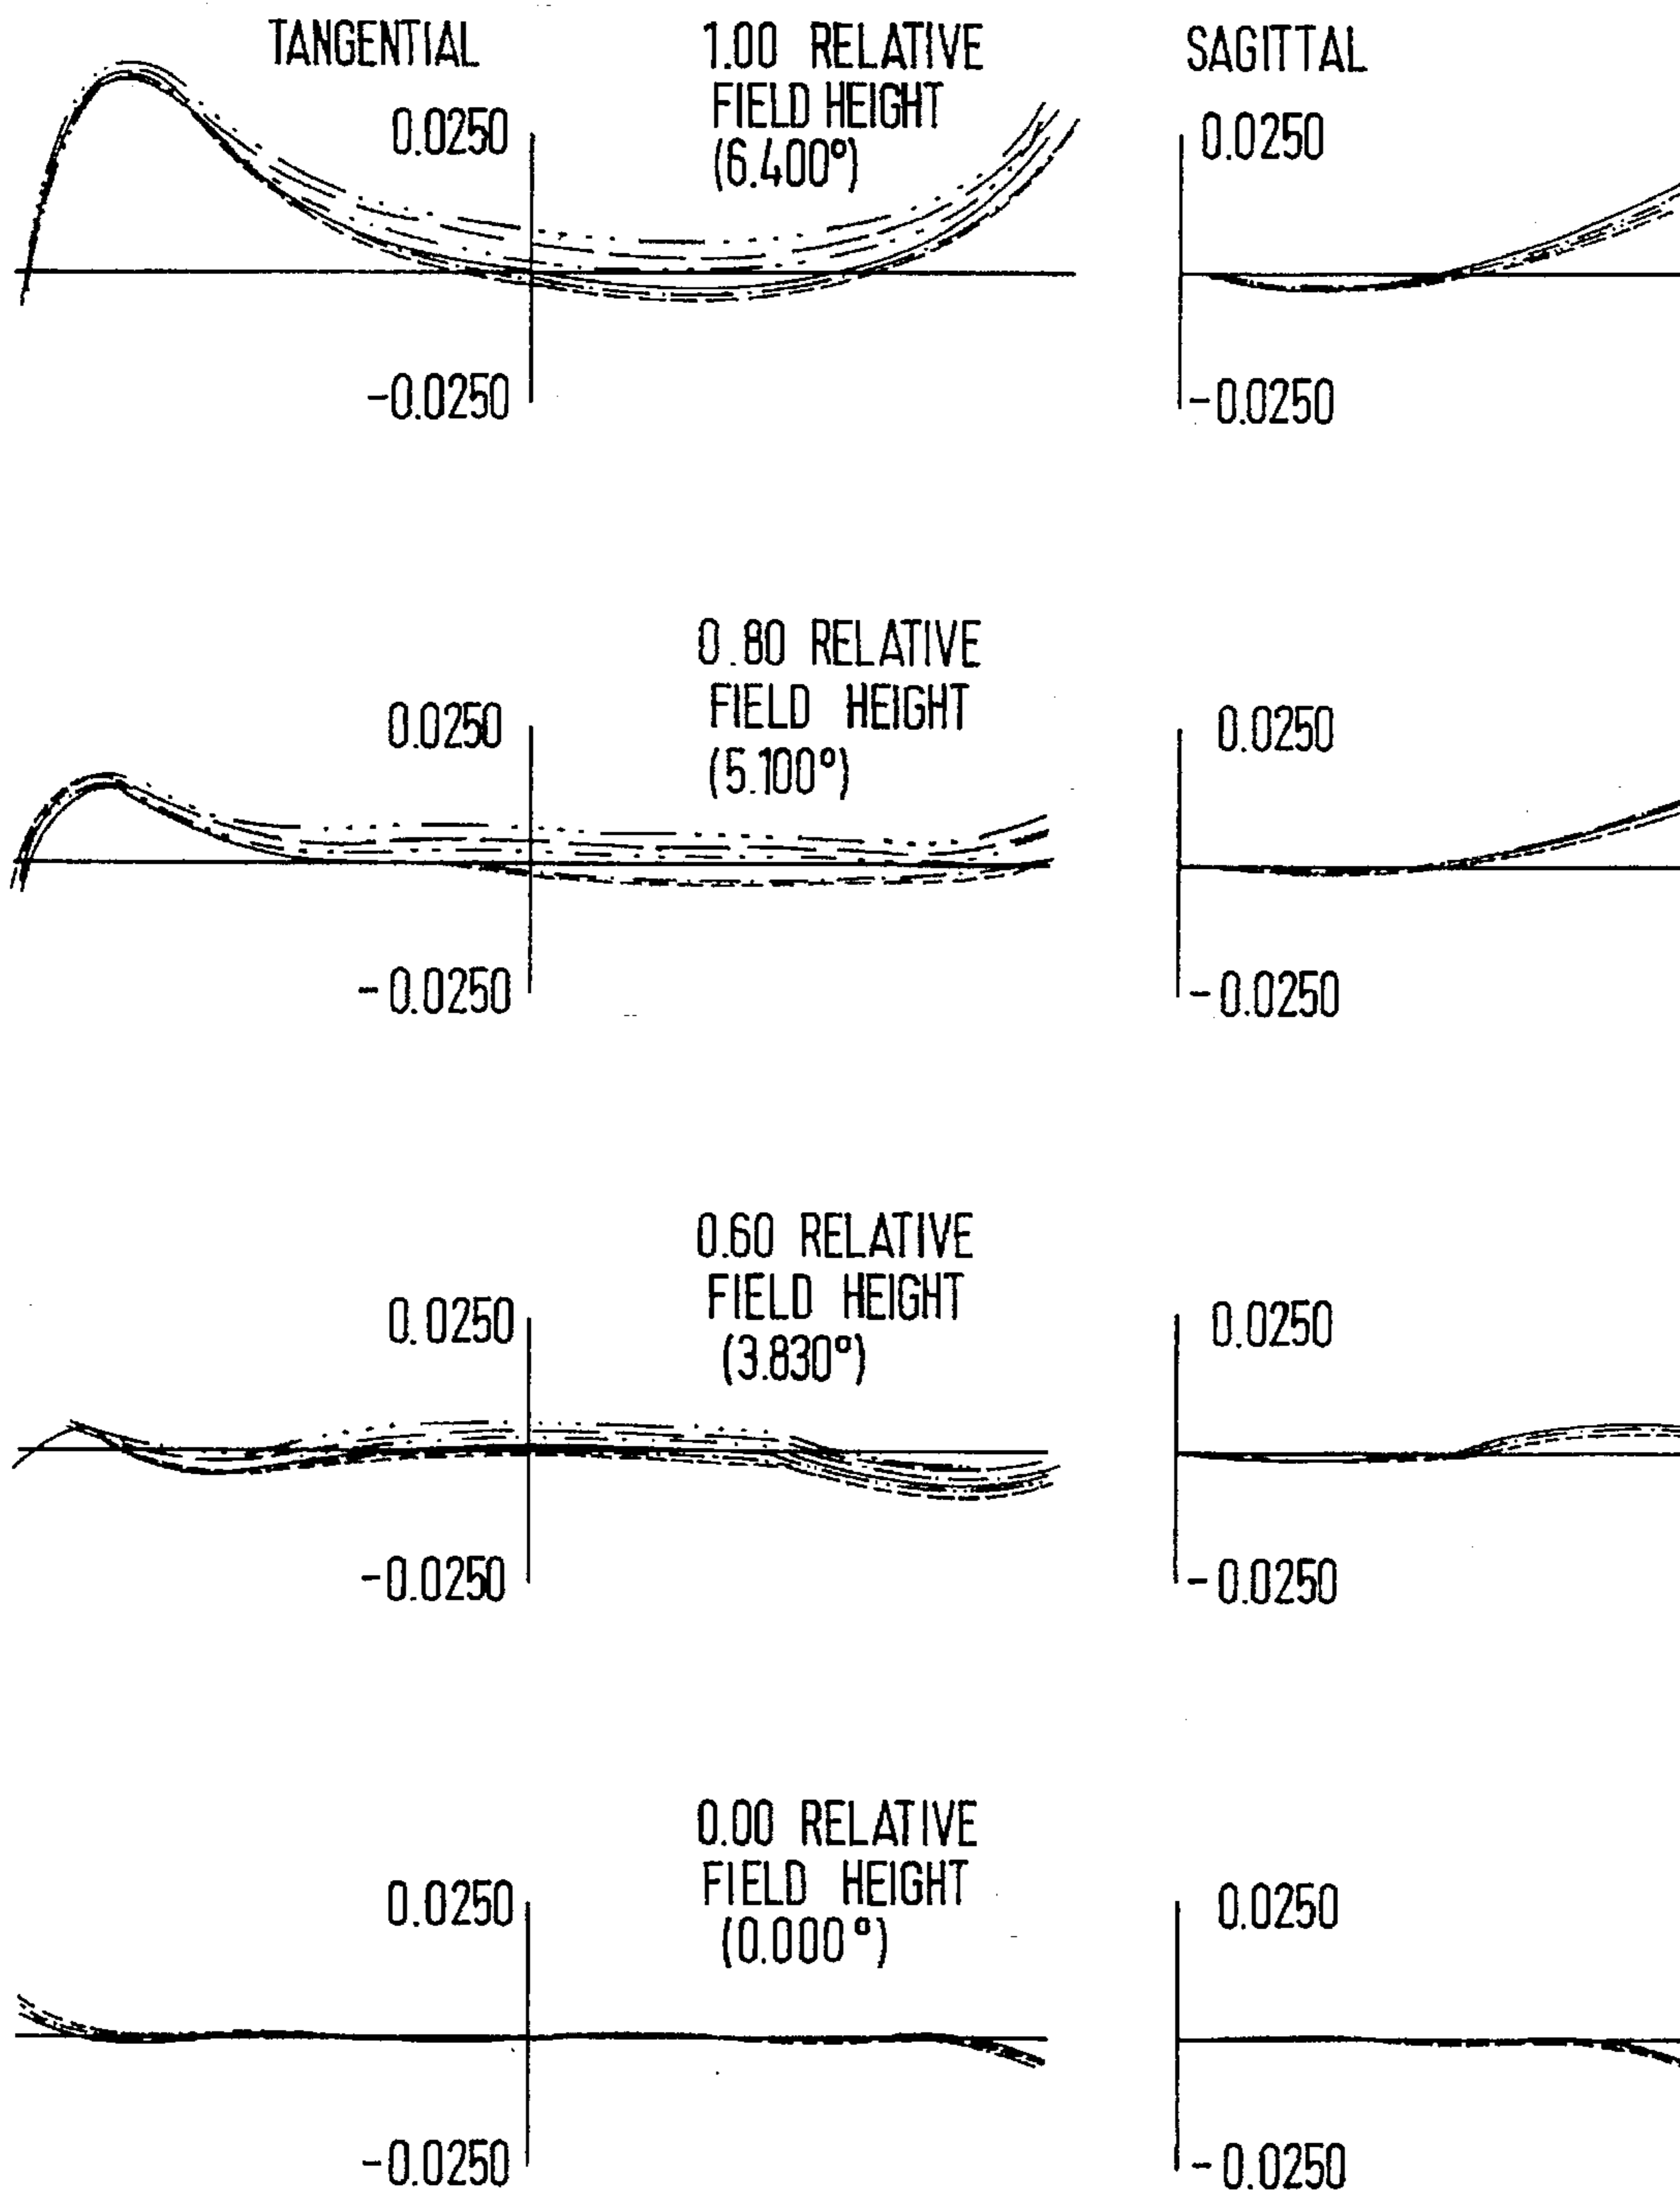 TANGENTIAL
1.00 RELATIVE
FIELD HEIGHT
(6.400°)
SAGITTAL
0.0250
0.0250
-0.0250
-0.0250
0.80 RELATIVE
FIELD HEIGHT
(5.100°)
0.0250
0.0250
-0.0250
-0.0250
0.60 RELATIVE
FIELD HEIGHT
(3.830°)
0.0250
0.0250
-0.0250
-0.0250
0.00 RELATIVE
FIELD HEIGHT
(0.000°)
0.0250
0.0250
-0.0250
-0.0250